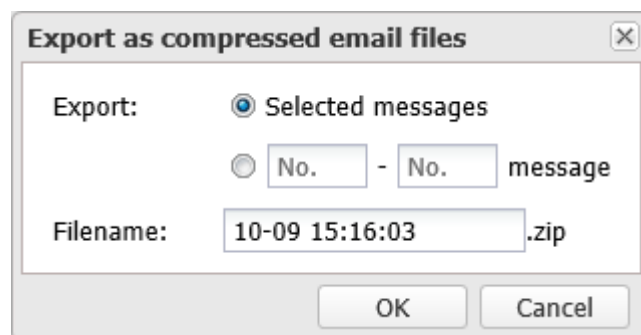 Export as compressed email files
Export: Selected messages
No. - No. message
Filename: 10-09 15:16:03 .zip
OK Cancel